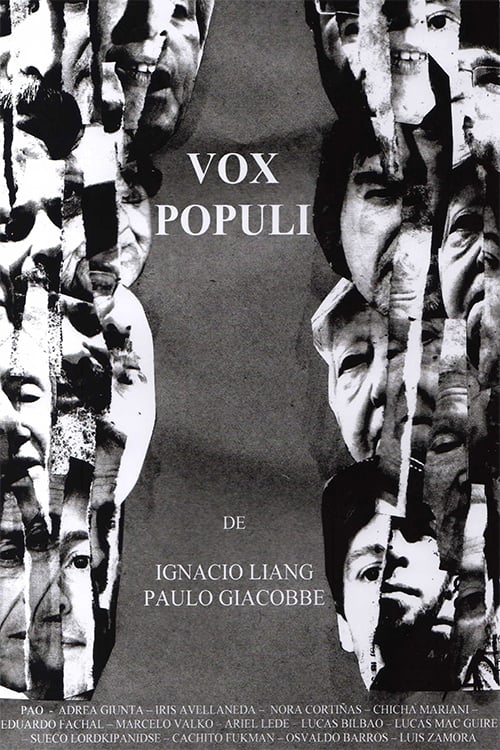 VOX
POPULI
DE
IGNACIO LIANG
PAULO GIACOBBE
PAO - ADREA GIUNTA – IRIS AVELLANEDA – NORA CORTIÑAS – CHICHA MARIANI –
EDUARDO FACHAL – MARCELO VALKO – ARIEL LEDE – LUCAS BILBAO – LUCAS MAC GUIRE
– SUECO LORDKIPANIDSE – CACHITO FUKMAN – OSVALDO BARROS – LUIS ZAMORA